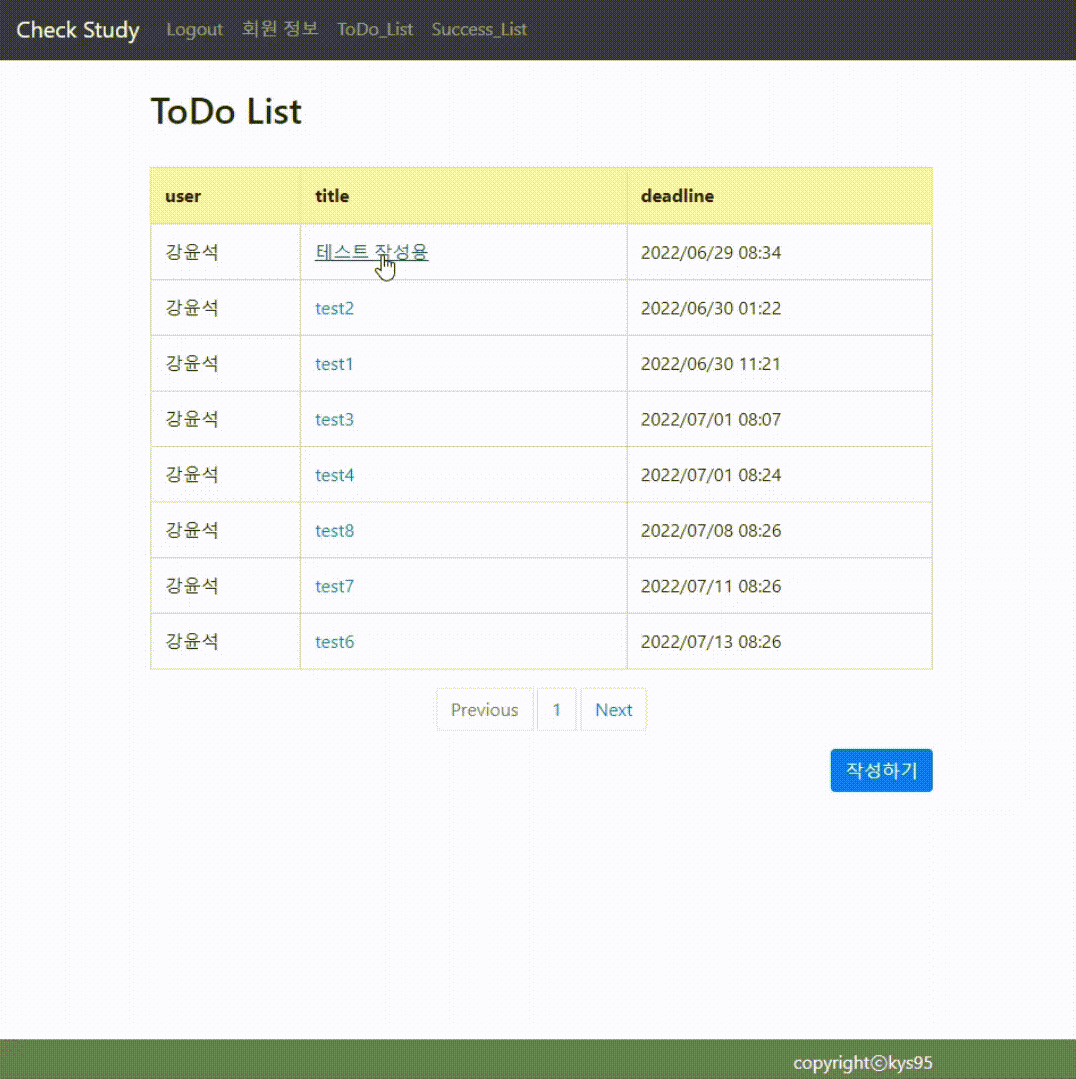 Check Study Logout 회원 정보 ToDo_List Success_List
ToDo List
user title deadline
강윤석 테스트 작성용 2022/06/29 08:34
강윤석 test2 2022/06/30 01:22
강윤석 test1 2022/06/30 11:21
강윤석 test3 2022/07/01 08:07
강윤석 test4 2022/07/01 08:24
강윤석 test8 2022/07/08 08:26
강윤석 test7 2022/07/11 08:26
강윤석 test6 2022/07/13 08:26
Previous 1 Next
작성하기
copyrightⓒkys95